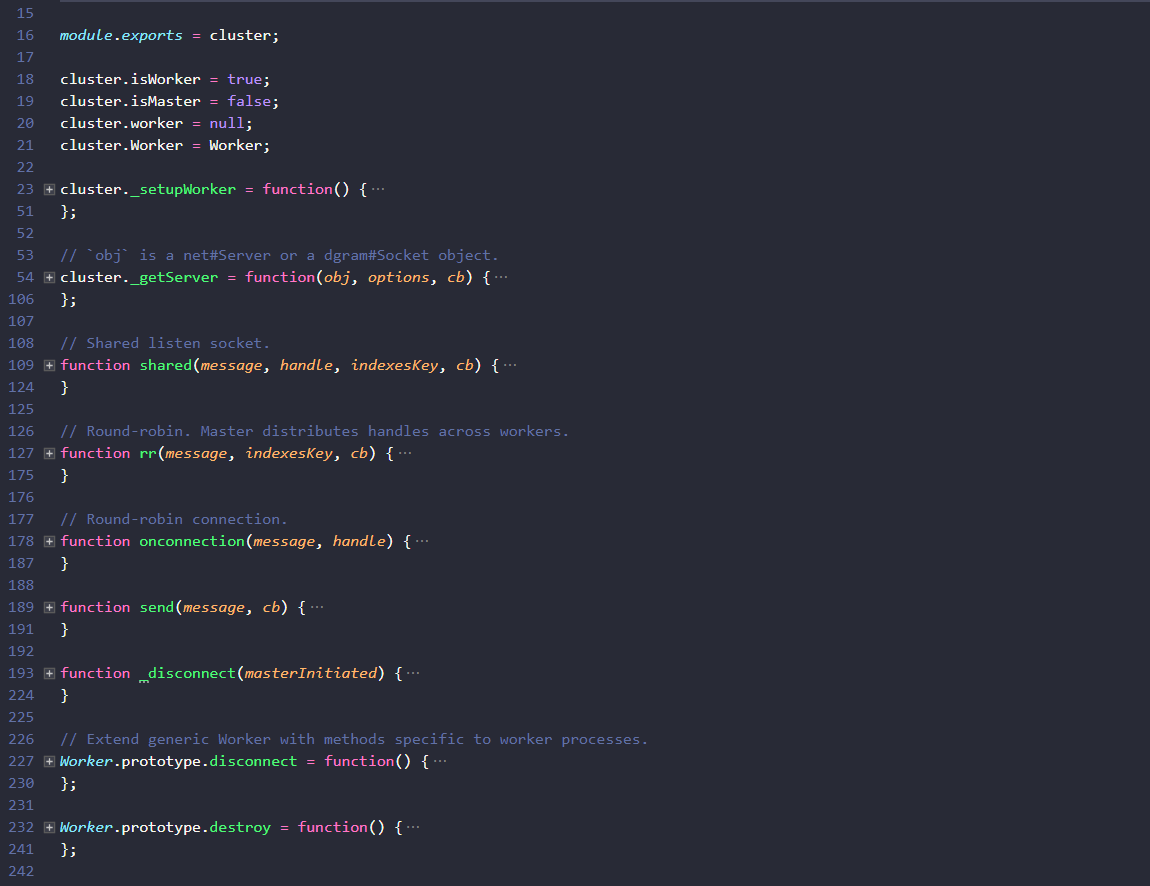 15
16 module.exports = cluster;
17
18 cluster.isWorker = true;
19 cluster.isMaster = false;
20 cluster.worker = null;
21 cluster.Worker = Worker;
22
23 cluster._setupWorker = function() { ···
51 };
52
53 // `obj` is a net#Server or a dgram#Socket object.
54 cluster._getServer = function(obj, options, cb) { ···
106 };
107
108 // Shared listen socket.
109 function shared(message, handle, indexesKey, cb) { ···
124 }
125
126 // Round-robin. Master distributes handles across workers.
127 function rr(message, indexesKey, cb) { ···
175 }
176
177 // Round-robin connection.
178 function onconnection(message, handle) { ···
187 }
188
189 function send(message, cb) { ···
191 }
192
193 function _disconnect(masterInitiated) { ···
224 }
225
226 // Extend generic Worker with methods specific to worker processes.
227 Worker.prototype.disconnect = function() { ···
230 };
231
232 Worker.prototype.destroy = function() { ···
241 };
242